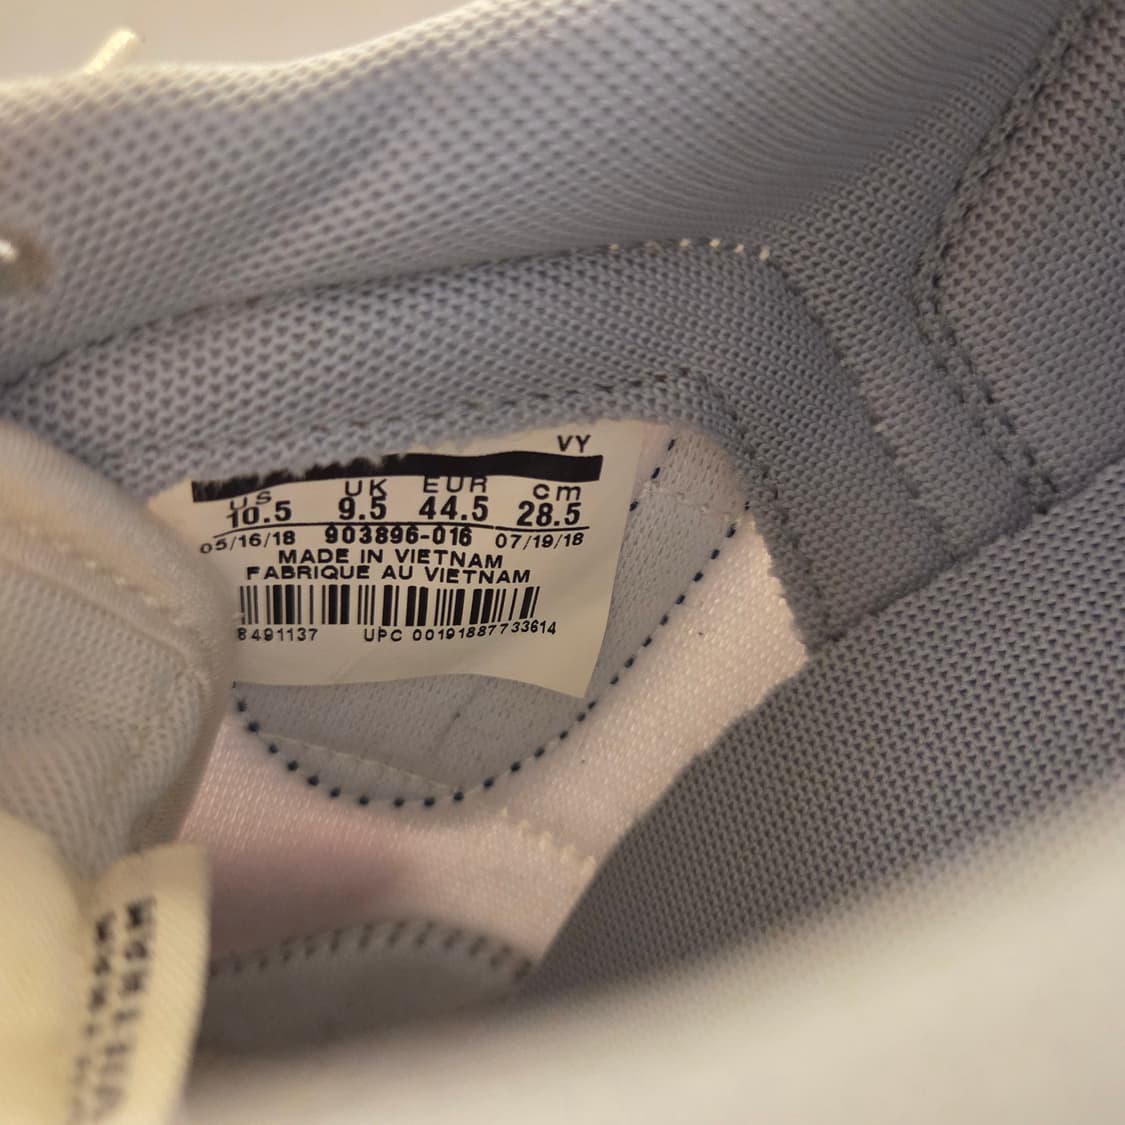 VY
US UK EUR cm
10.5 9.5 44.5 28.5
05/16/18 903896-016 07/19/18
MADE IN VIETNAM
FABRIQUE AU VIETNAM
8491137 UPC 00191887733614